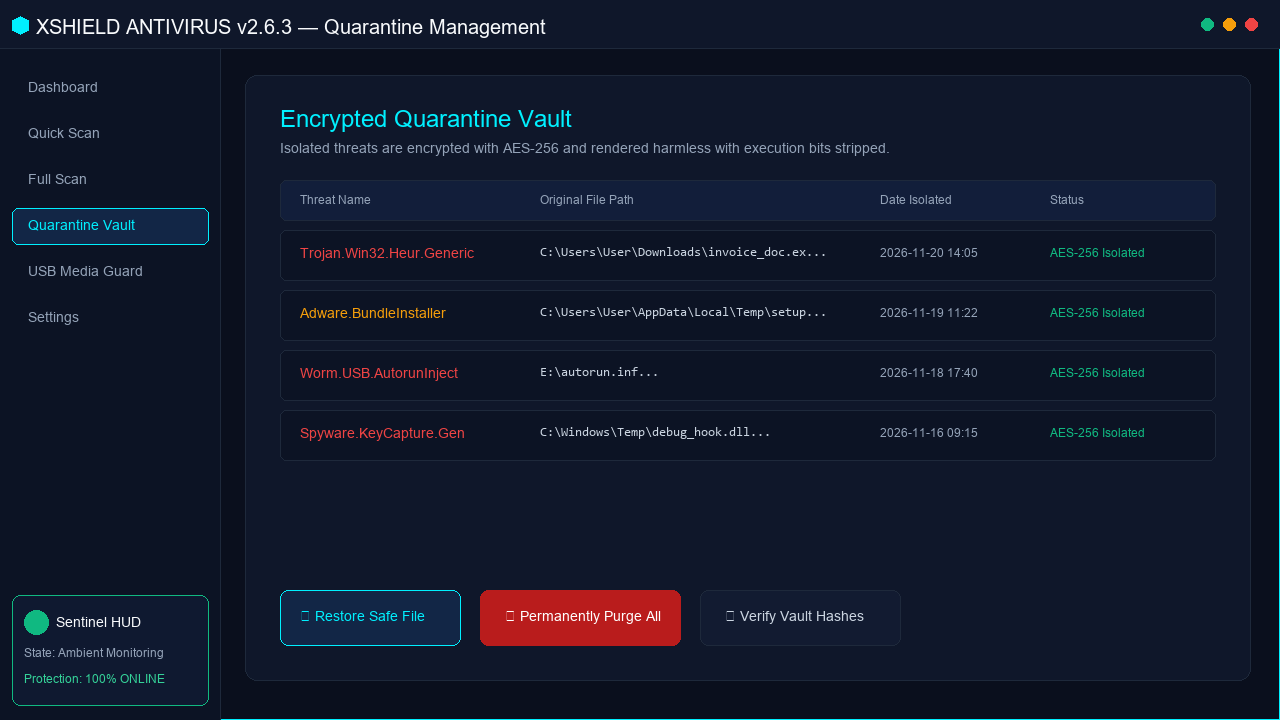 XSHIELD ANTIVIRUS v2.6.3 — Quarantine Management
Dashboard
Quick Scan
Full Scan
Quarantine Vault
USB Media Guard
Settings
Sentinel HUD
State: Ambient Monitoring
Protection: 100% ONLINE
Encrypted Quarantine Vault
Isolated threats are encrypted with AES-256 and rendered harmless with execution bits stripped.
Threat Name Original File Path Date Isolated Status
Trojan.Win32.Heur.Generic C:\Users\User\Downloads\invoice_doc.ex... 2026-11-20 14:05 AES-256 Isolated
Adware.BundleInstaller C:\Users\User\AppData\Local\Temp\setup... 2026-11-19 11:22 AES-256 Isolated
Worm.USB.AutorunInject E:\autorun.inf... 2026-11-18 17:40 AES-256 Isolated
Spyware.KeyCapture.Gen C:\Windows\Temp\debug_hook.dll... 2026-11-16 09:15 AES-256 Isolated
Restore Safe File
Permanently Purge All
Verify Vault Hashes